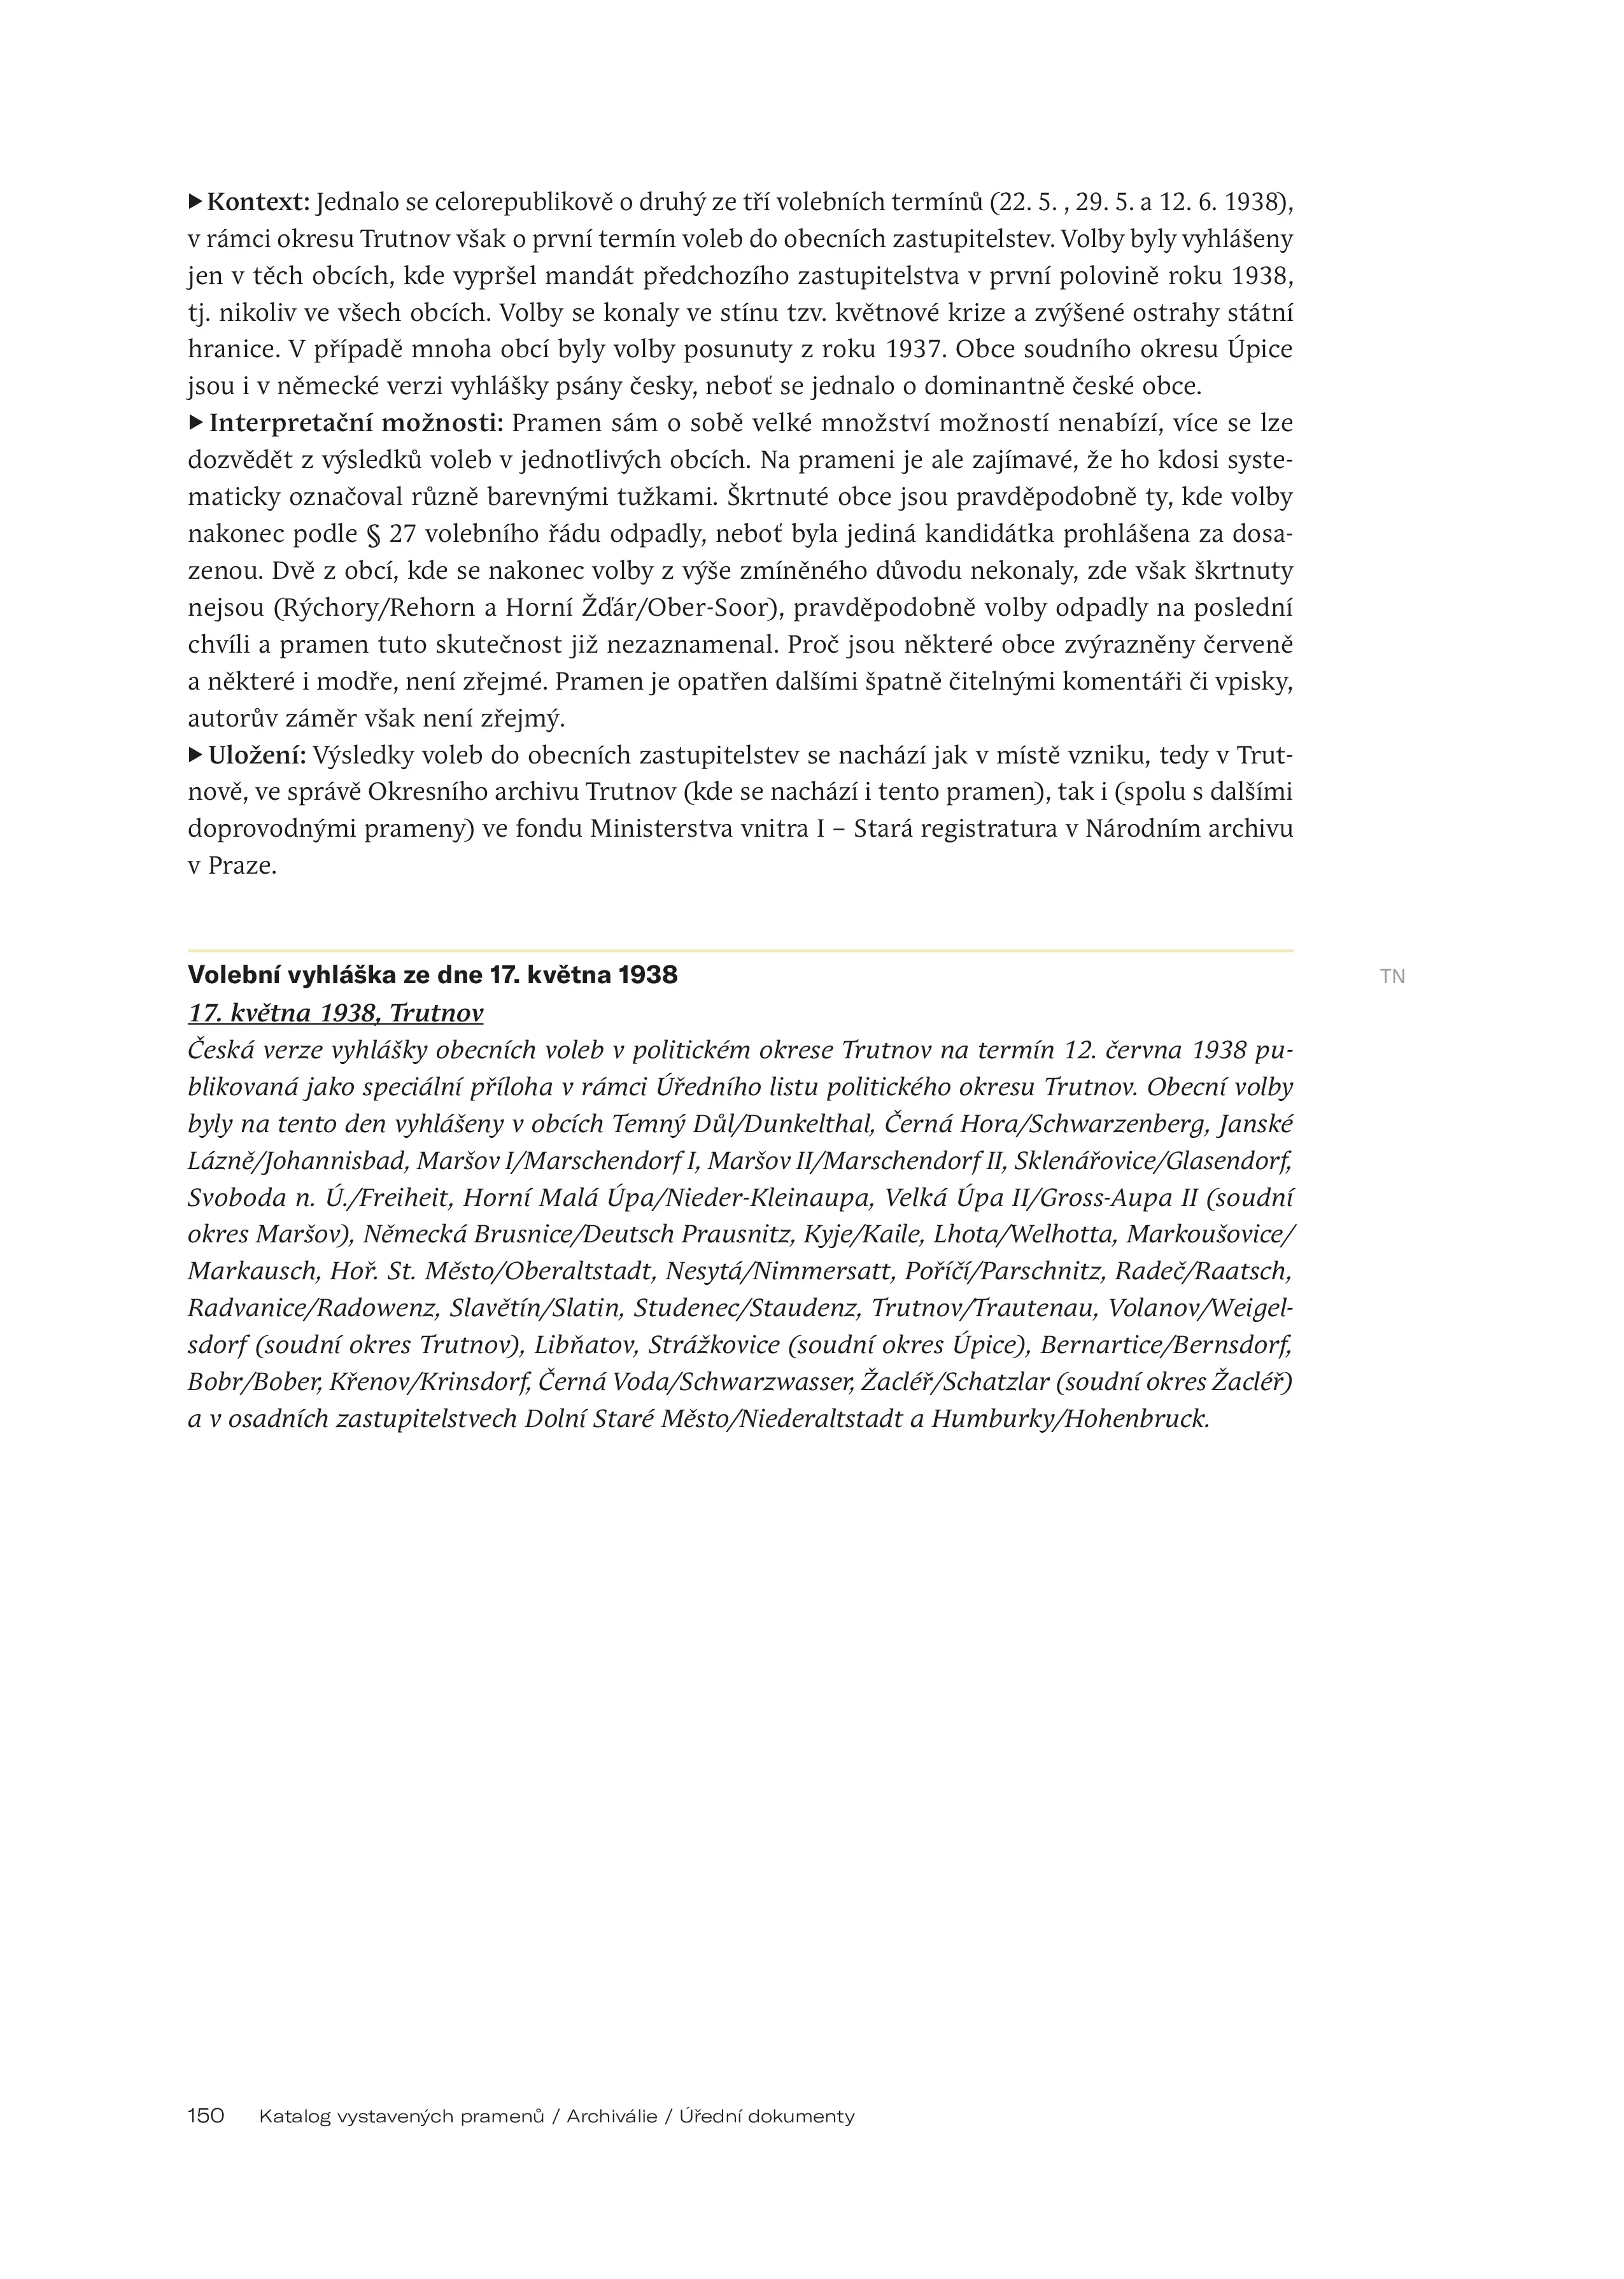 ▶ Kontext: Jednalo se celorepublikově o druhý ze tří volebních termínů (22. 5. , 29. 5. a 12. 6. 1938),
v rámci okresu Trutnov však o první termín voleb do obecních zastupitelstev. Volby byly vyhlášeny
jen v těch obcích, kde vypršel mandát předchozího zastupitelstva v první polovině roku 1938,
tj. nikoliv ve všech obcích. Volby se konaly ve stínu tzv. květnové krize a zvýšené ostrahy státní
hranice. V případě mnoha obcí byly volby posunuty z roku 1937. Obce soudního okresu Úpice
jsou i v německé verzi vyhlášky psány česky, neboť se jednalo o dominantně české obce.
▶ Interpretační možnosti: Pramen sám o sobě velké množství možností nenabízí, více se lze
dozvědět z výsledků voleb v jednotlivých obcích. Na prameni je ale zajímavé, že ho kdosi syste-
maticky označoval různě barevnými tužkami. Škrtnuté obce jsou pravděpodobně ty, kde volby
nakonec podle § 27 volebního řádu odpadly, neboť byla jediná kandidátka prohlášena za dosa-
zenou. Dvě z obcí, kde se nakonec volby z výše zmíněného důvodu nekonaly, zde však škrtnuty
nejsou (Rýchory/Rehorn a Horní Žďár/Ober-Soor), pravděpodobně volby odpadly na poslední
chvíli a pramen tuto skutečnost již nezaznamenal. Proč jsou některé obce zvýrazněny červeně
a některé i modře, není zřejmé. Pramen je opatřen dalšími špatně čitelnými komentáři či vpisky,
autorův záměr však není zřejmý.
▶ Uložení: Výsledky voleb do obecních zastupitelstev se nachází jak v místě vzniku, tedy v Trut-
nově, ve správě Okresního archivu Trutnov (kde se nachází i tento pramen), tak i (spolu s dalšími
doprovodnými prameny) ve fondu Ministerstva vnitra I – Stará registratura v Národním archivu
v Praze.
Volební vyhláška ze dne 17. května 1938 TN
17. května 1938, Trutnov
Česká verze vyhlášky obecních voleb v politickém okrese Trutnov na termín 12. června 1938 pu-
blikovaná jako speciální příloha v rámci Úředního listu politického okresu Trutnov. Obecní volby
byly na tento den vyhlášeny v obcích Temný Důl/Dunkelthal, Černá Hora/Schwarzenberg, Janské
Lázně/Johannisbad, Maršov I/Marschendorf I, Maršov II/Marschendorf II, Sklenářovice/Glasendorf,
Svoboda n. Ú./Freiheit, Horní Malá Úpa/Nieder-Kleinaupa, Velká Úpa II/Gross-Aupa II (soudní
okres Maršov), Německá Brusnice/Deutsch Prausnitz, Kyje/Kaile, Lhota/Welhotta, Markoušovice/
Markausch, Hoř. St. Město/Oberaltstadt, Nesytá/Nimmersatt, Poříčí/Parschnitz, Radeč/Raatsch,
Radvanice/Radowenz, Slavětín/Slatin, Studenec/Staudenz, Trutnov/Trautenau, Volanov/Weigel-
sdorf (soudní okres Trutnov), Libňatov, Strážkovice (soudní okres Úpice), Bernartice/Bernsdorf,
Bobr/Bober, Křenov/Krinsdorf, Černá Voda/Schwarzwasser, Žacléř/Schatzlar (soudní okres Žacléř)
a v osadních zastupitelstvech Dolní Staré Město/Niederaltstadt a Humburky/Hohenbruck.
150 Katalog vystavených pramenů / Archiválie / Úřední dokumenty